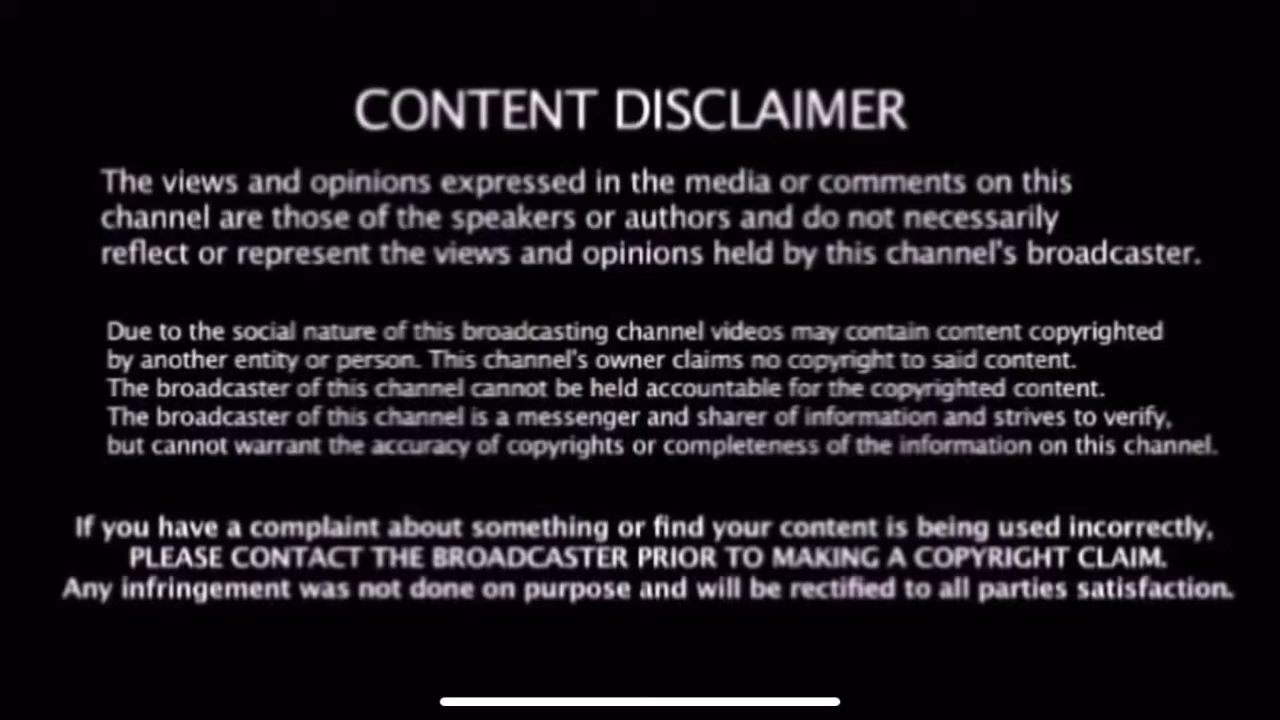 CONTENT DISCLAIMER
The views and opinions expressed in the media or comments on this
channel are those of the speakers or authors and do not necessarily
reflect or represent the views and opinions held by this channel's broadcaster.
Due to the social nature of this broadcasting channel videos may contain content copyrighted
by another entity or person. This channel's owner claims no copyright to said content.
The broadcaster of this channel cannot be held accountable for the copyrighted content.
The broadcaster of this channel is a messenger and sharer of information and strives to verify,
but cannot warrant the accuracy of copyrights or completeness of the information on this channel.
If you have a complaint about something or find your content is being used incorrectly,
PLEASE CONTACT THE BROADCASTER PRIOR TO MAKING A COPYRIGHT CLAIM.
Any infringement was not done on purpose and will be rectified to all parties satisfaction.